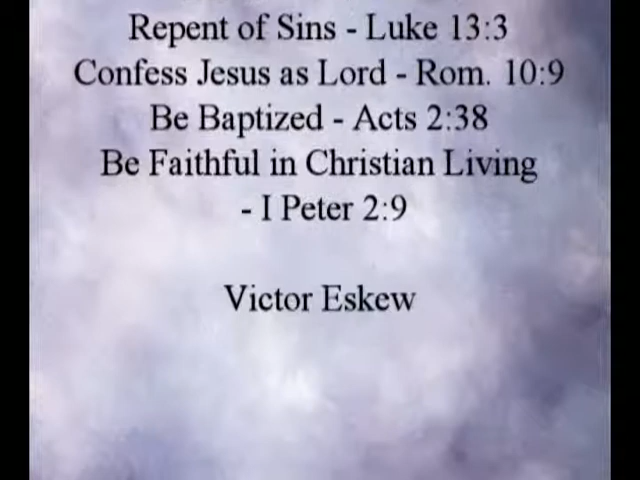 Repent of Sins - Luke 13:3
Confess Jesus as Lord - Rom. 10:9
Be Baptized - Acts 2:38
Be Faithful in Christian Living
- I Peter 2:9
Victor Eskew